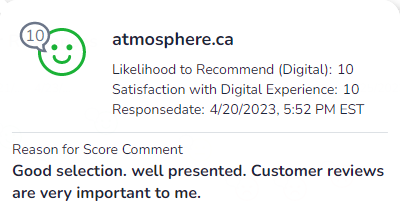 10
atmosphere.ca
Likelihood to Recommend (Digital): 10
Satisfaction with Digital Experience: 10
Responsedate: 4/20/2023, 5:52 PM EST
Reason for Score Comment
Good selection. well presented. Customer reviews
are very important to me.